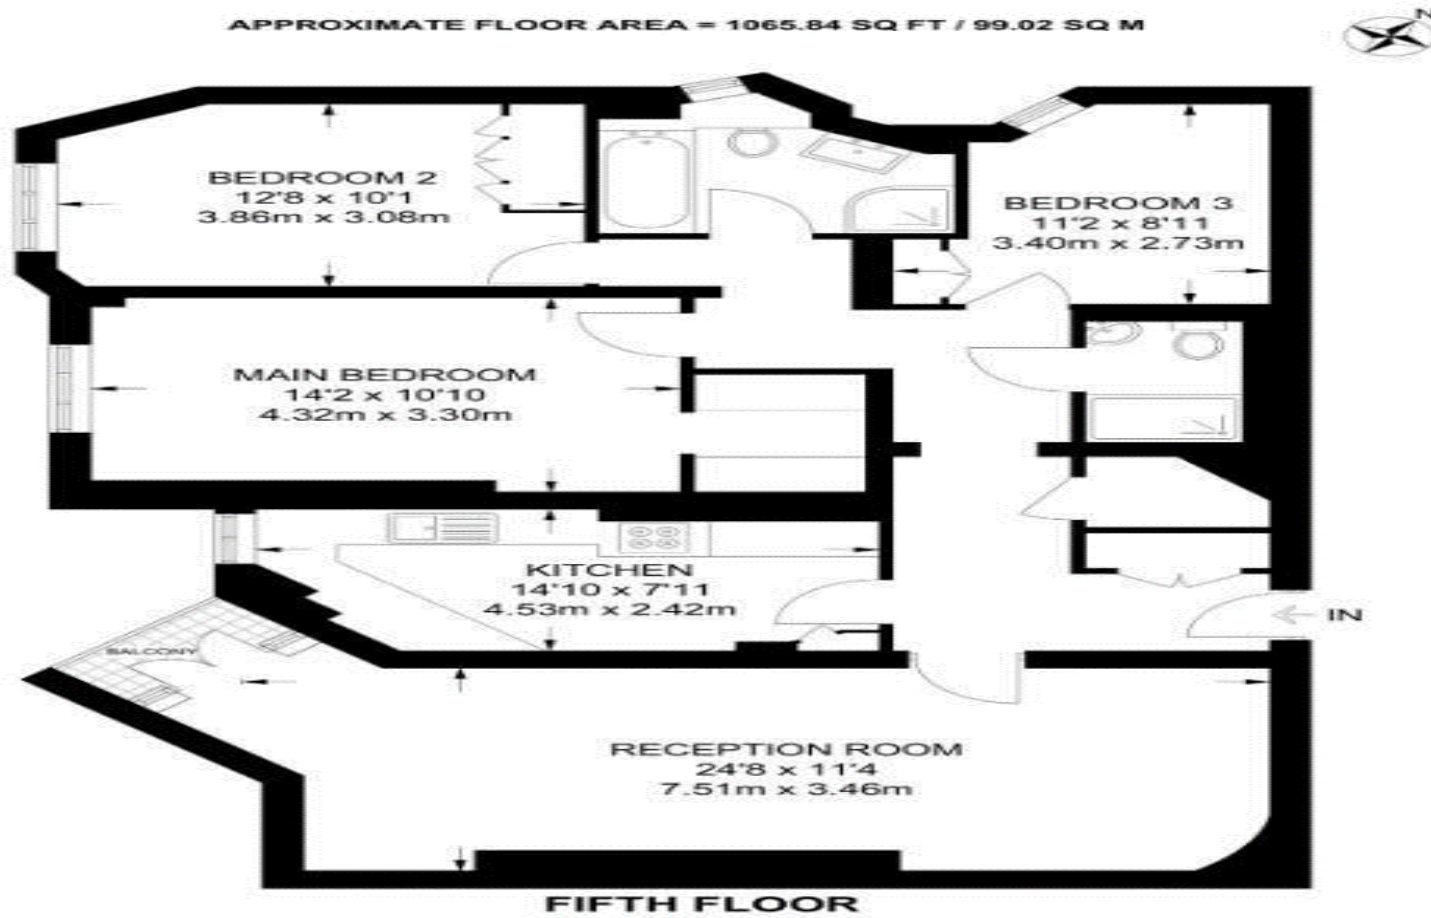 APPROXIMATE FLOOR AREA = 1065.84 SQ FT / 99.02 SQ M
N
BEDROOM 2
12'8 x 10'1
3.86m x 3.08m
BEDROOM 3
11'2 x 8'11
3.40m x 2.73m
MAIN BEDROOM
14'2 x 10'10
4.32m x 3.30m
KITCHEN
14'10 x 7'11
4.53m x 2.42m
IN
BALCONY
RECEPTION ROOM
24'8 x 11'4
7.51m x 3.46m
FIFTH FLOOR